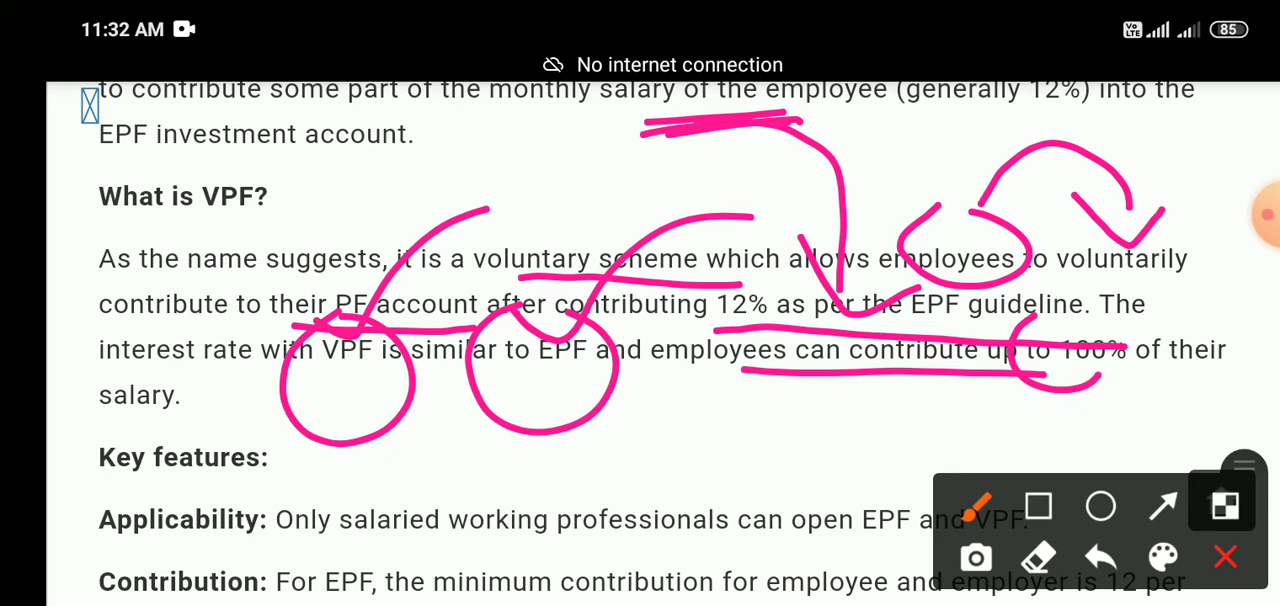 11:32 AM
Vo LTE
85
No internet connection
to contribute some part of the monthly salary of the employee (generally 12%) into the
EPF investment account.
What is VPF?
As the name suggests, it is a voluntary scheme which allows employees to voluntarily
contribute to their PF account after contributing 12% as per the EPF guideline. The
interest rate with VPF is similar to EPF and employees can contribute up to 100% of their
salary.
Key features:
Applicability: Only salaried working professionals can open EPF and VPF.
Contribution: For EPF, the minimum contribution for employee and employer is 12 per